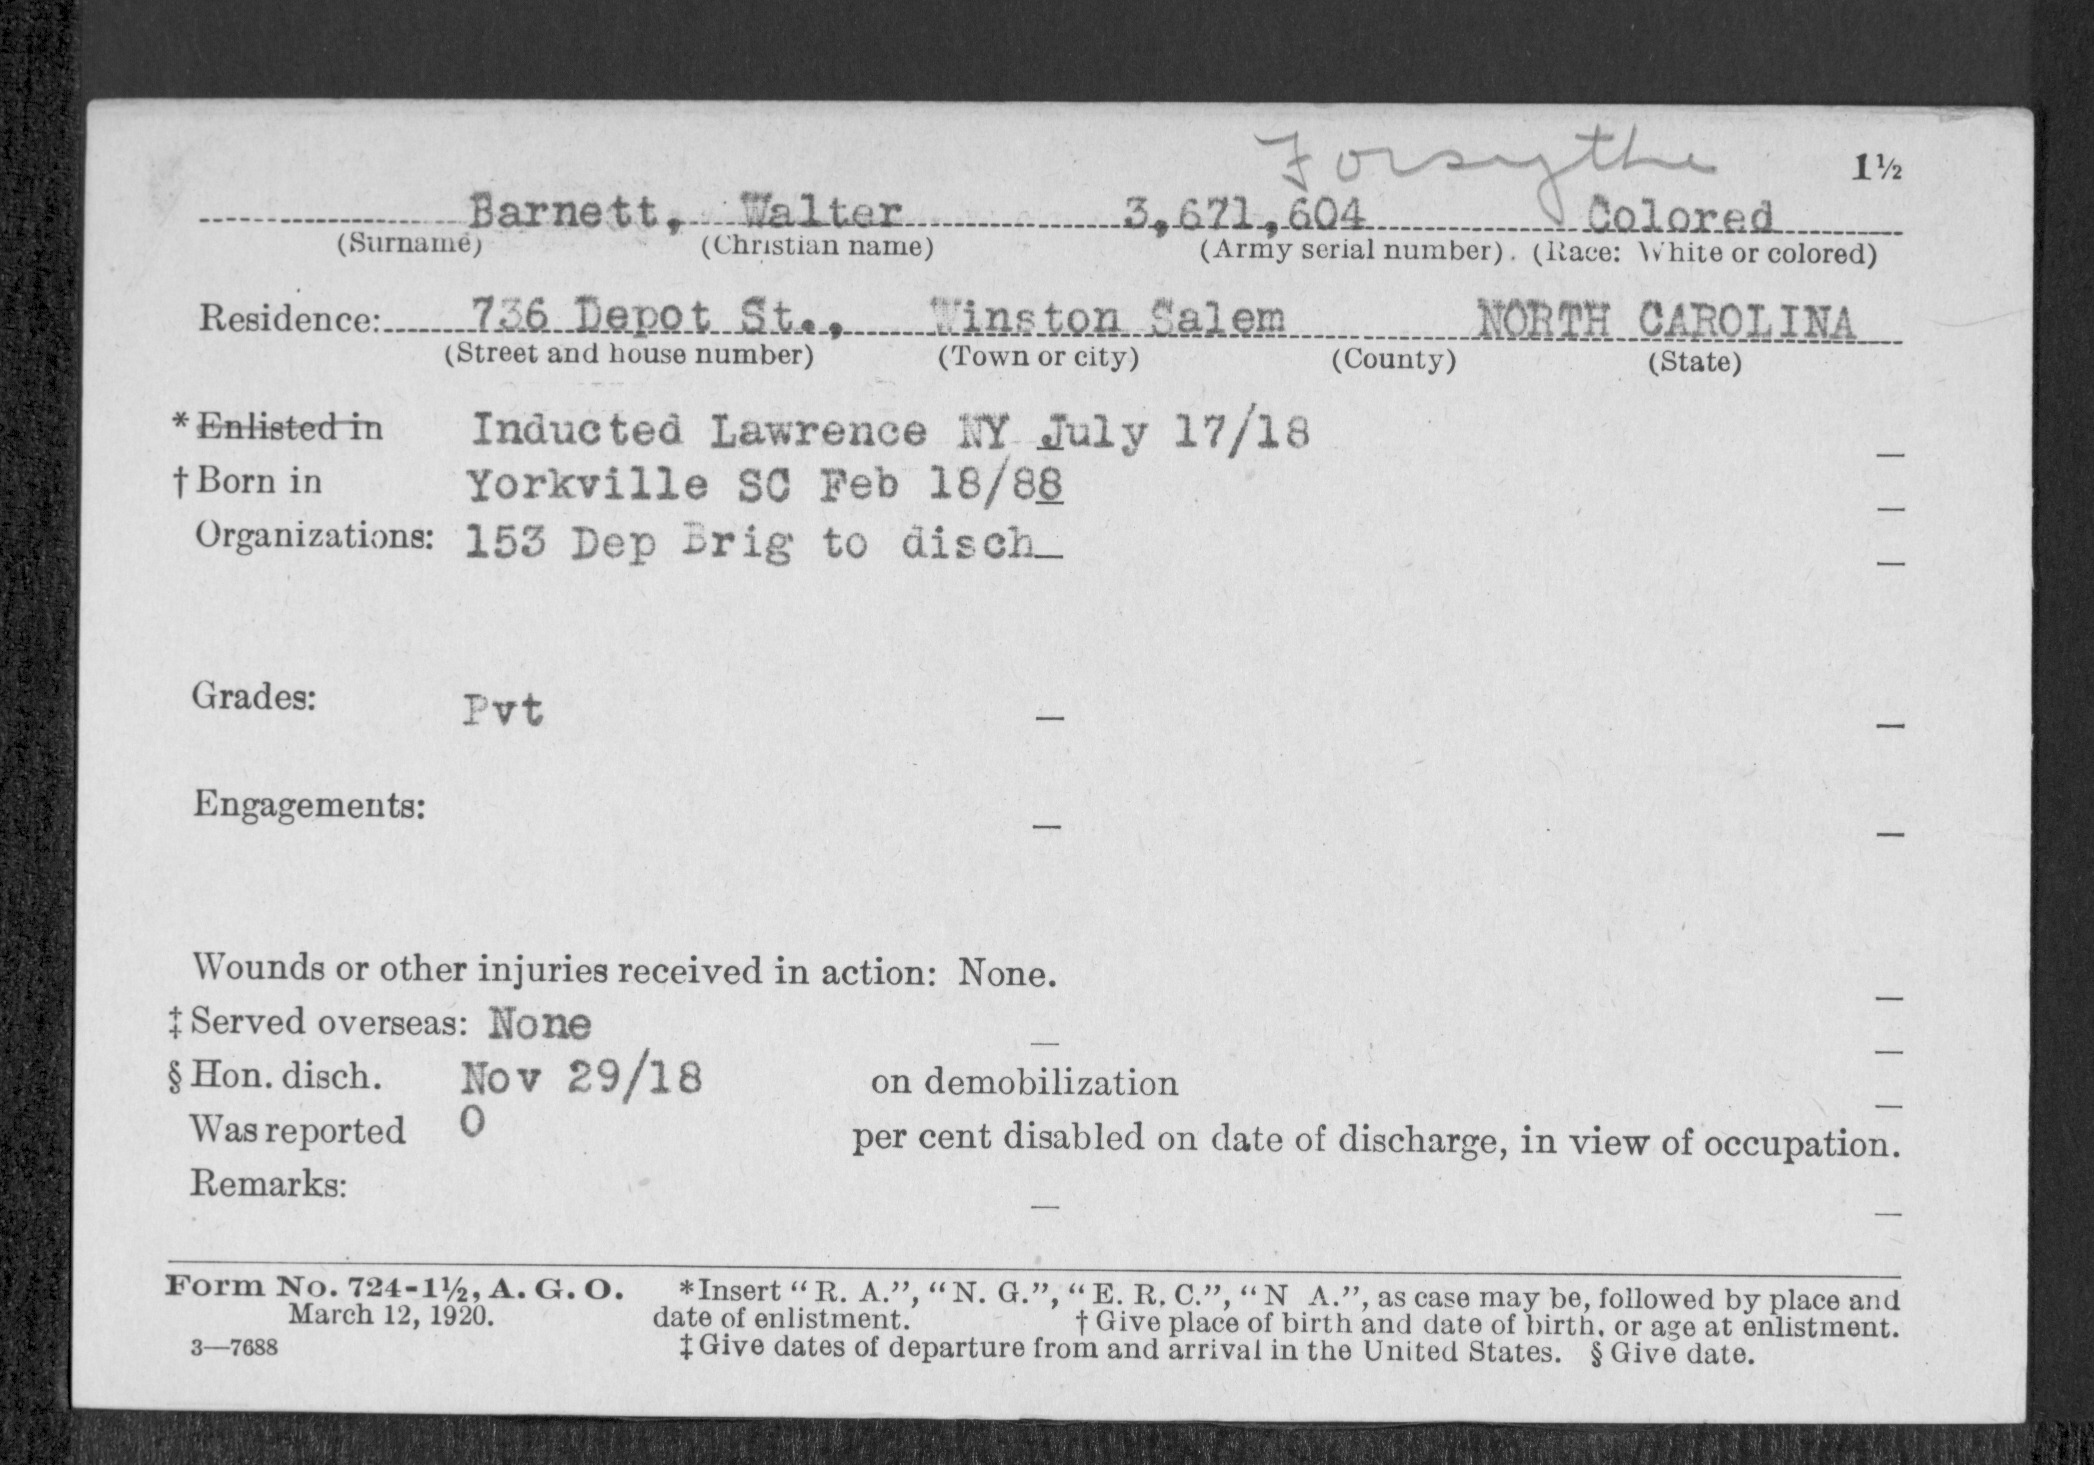 Forsythe 1½
Barnett, Walter 3,671,604 Colored
(Surname) (Christian name) (Army serial number). (Race: White or colored)
Residence: 736 Depot St., Winston Salem NORTH CAROLINA
(Street and house number) (Town or city) (County) (State)
* Enlisted in Inducted Lawrence NY July 17/18
† Born in Yorkville SC Feb 18/88
Organizations: 153 Dep Brig to disch
Grades: Pvt
Engagements:
Wounds or other injuries received in action: None.
‡ Served overseas: None
§ Hon. disch. Nov 29/18 on demobilization
Was reported 0 per cent disabled on date of discharge, in view of occupation.
Remarks:
Form No. 724-1½, A. G. O. *Insert “R. A.”, “N. G.”, “E. R. C.”, “N A.”, as case may be, followed by place and
March 12, 1920. date of enlistment. † Give place of birth and date of birth, or age at enlistment.
3—7688 ‡ Give dates of departure from and arrival in the United States. § Give date.